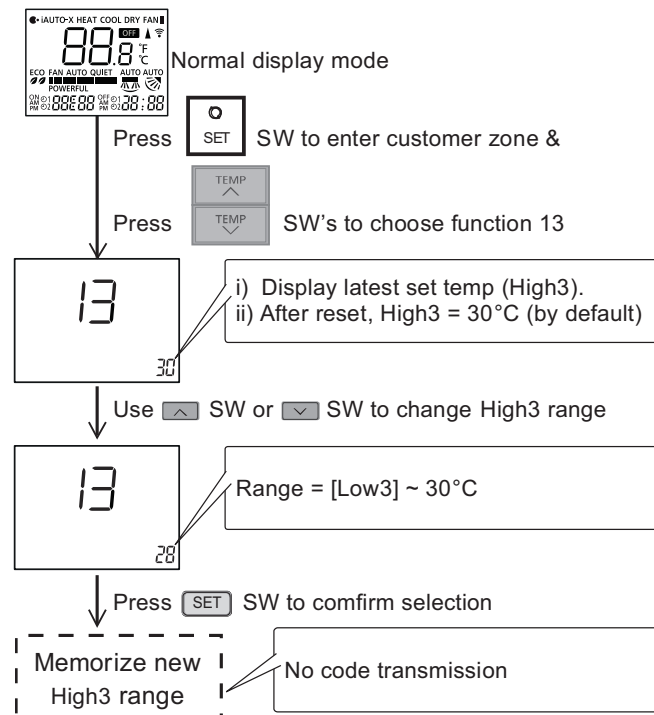 iAUTO-X HEAT COOL DRY FAN
88.8 OFF °F °C
ECO FAN AUTO QUIET AUTO AUTO
POWERFUL
ON AM PM 1 2 88:88 OFF AM PM 1 2 88:88
Normal display mode
Press SET SW to enter customer zone &
TEMP
Press TEMP SW's to choose function 13
13
30
i) Display latest set temp (High3).
ii) After reset, High3 = 30°C (by default)
Use SW or SW to change High3 range
13
28
Range = [Low3] ~ 30°C
Press SET SW to comfirm selection
Memorize new
High3 range
No code transmission